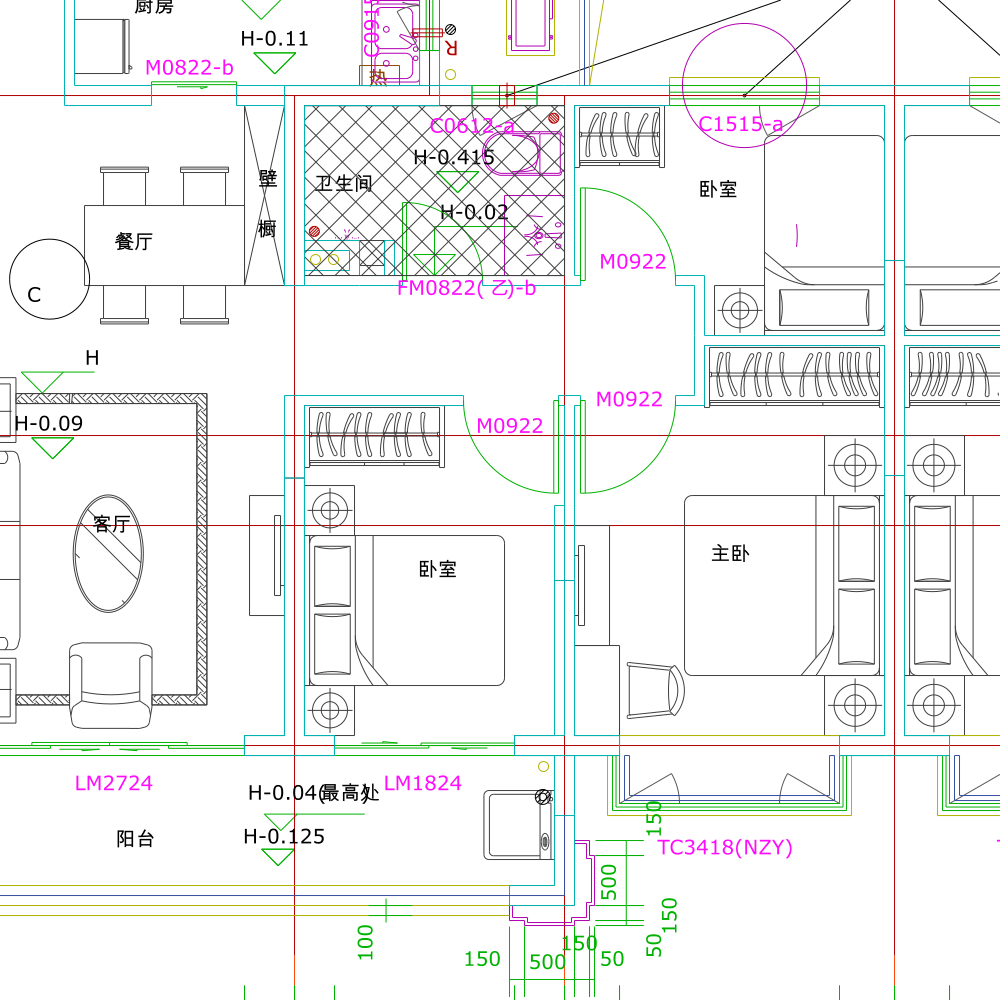 厨房
H-0.11
M0822-b
C0915
R
热
C0612-a
C1515-a
H-0.415
壁
卫生间
卧室
H-0.02
橱
餐厅
M0922
C
FM0822(乙)-b
H
M0922
H-0.09
M0922
客厅
卧室
主卧
LM2724
H-0.04(最高处
LM1824
H-0.125
阳台
TC3418(NZY)
150
500
150
50
100
150
500
150
50